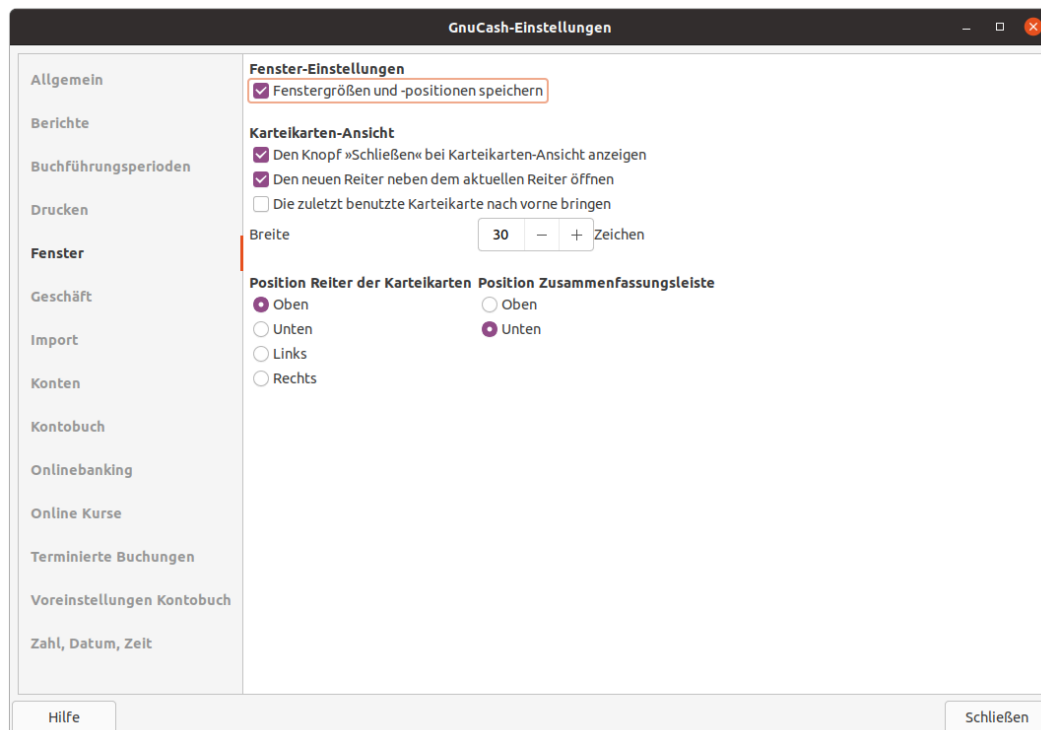 GnuCash-Einstellungen
Allgemein
Berichte
Buchführungsperioden
Drucken
Fenster
Geschäft
Import
Konten
Kontobuch
Onlinebanking
Online Kurse
Terminierte Buchungen
Voreinstellungen Kontobuch
Zahl, Datum, Zeit
Fenster-Einstellungen
Fenstergrößen und -positionen speichern
Karteikarten-Ansicht
Den Knopf »Schließen« bei Karteikarten-Ansicht anzeigen
Den neuen Reiter neben dem aktuellen Reiter öffnen
Die zuletzt benutzte Karteikarte nach vorne bringen
Breite 30 Zeichen
Position Reiter der Karteikarten
Oben
Unten
Links
Rechts
Position Zusammenfassungsleiste
Oben
Unten
Hilfe
Schließen